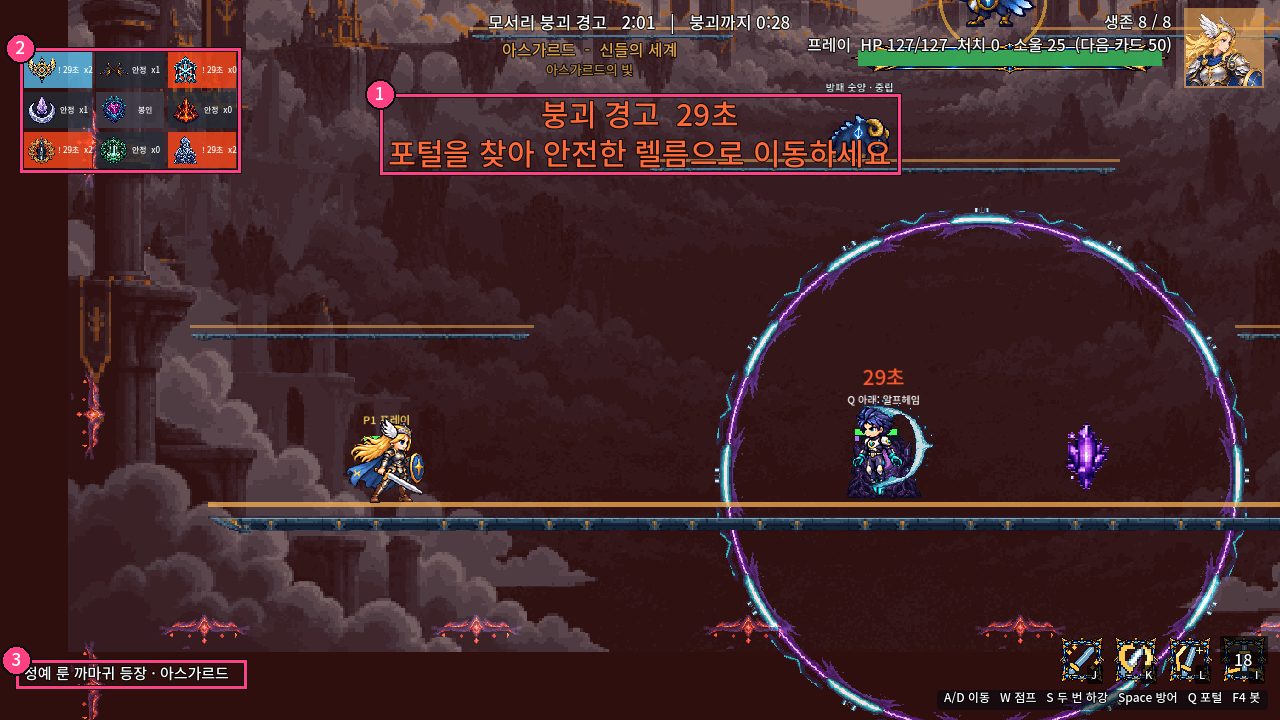 모서리 붕괴 경고 2:01 | 붕괴까지 0:28
아스가르드 - 신들의 세계
아스가르드의 빛
생존 8 / 8
프레이 HP 127/127 처치 0 · 소울 25 (다음 카드 50)
2
! 29초 x2
안정 x1
! 29초 x0
안정 x1
봉인
안정 x0
! 29초 x2
안정 x0
! 29초 x2
1
방패 숫양 · 중립
붕괴 경고 29초
포털을 찾아 안전한 렐름으로 이동하세요
29초
Q 아래: 알프헤임
P1 프레이
3
정예 룬 까마귀 등장 · 아스가르드
J
K
L
18
I
A/D 이동 W 점프 S 두 번 하강 Space 방어 Q 포털 F4 봇